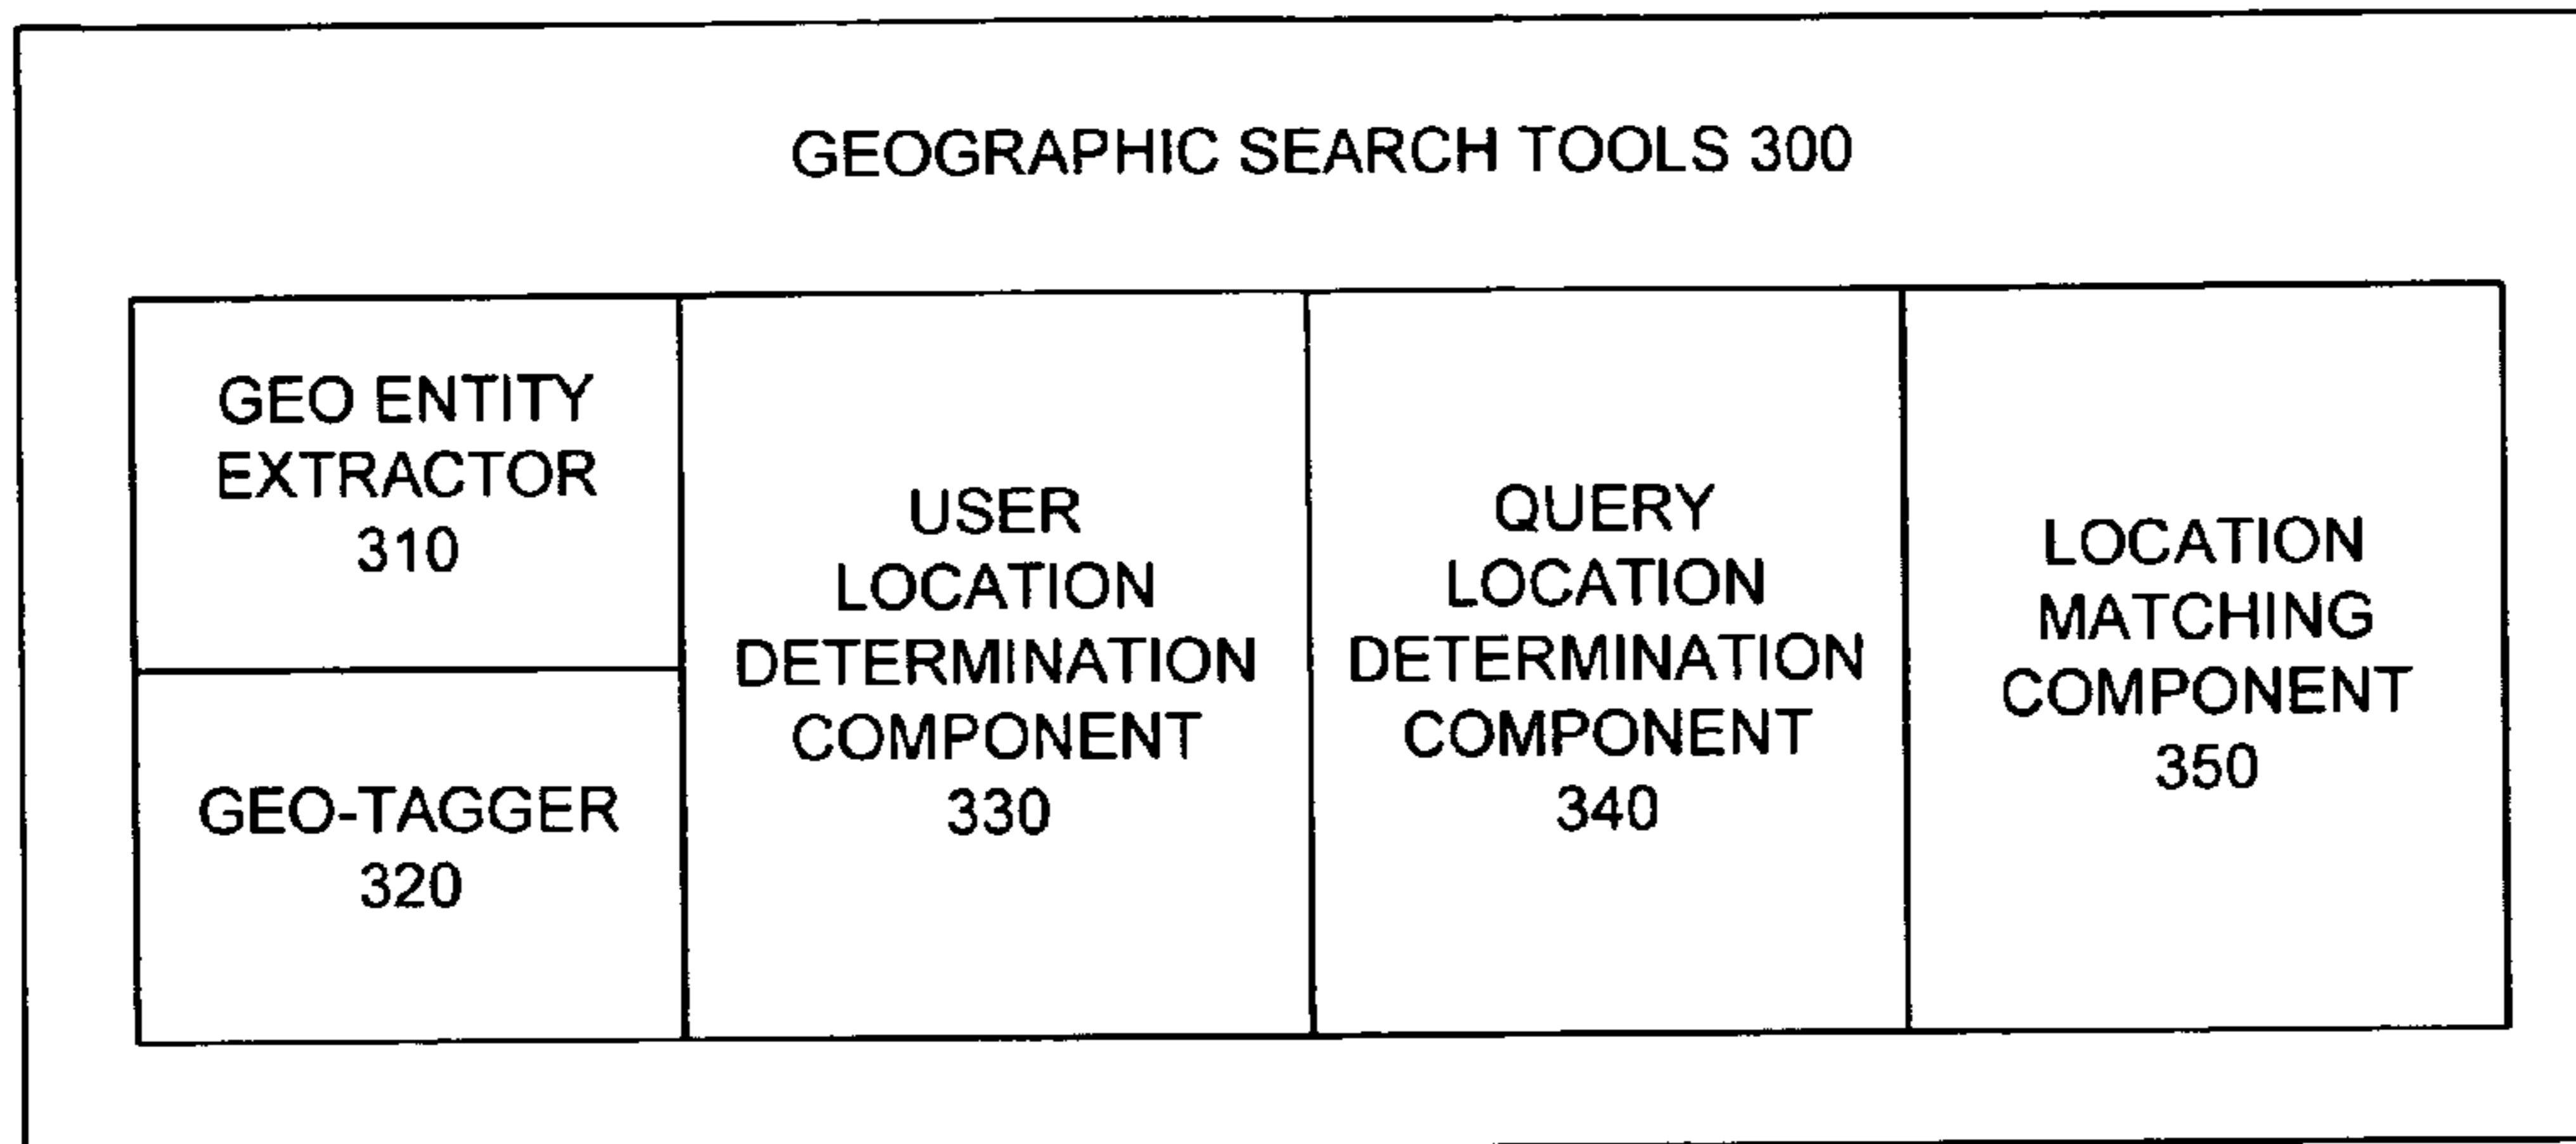 GEOGRAPHIC SEARCH TOOLS 300
GEO ENTITY
EXTRACTOR
310
GEO-TAGGER
320
USER
LOCATION
DETERMINATION
COMPONENT
330
QUERY
LOCATION
DETERMINATION
COMPONENT
340
LOCATION
MATCHING
COMPONENT
350